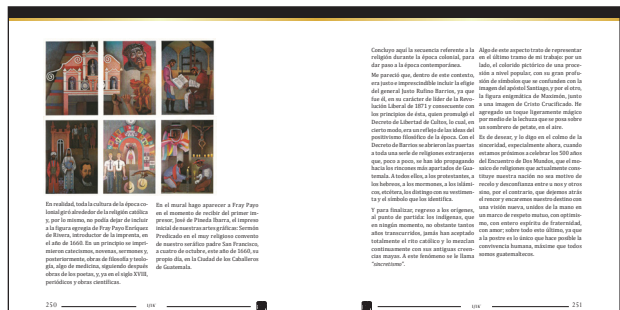 En realidad, toda la cultura de la época co-
lonial giró alrededor de la religión católica
y, por lo mismo, no podía dejar de incluir
a la figura egregia de Fray Payo Enriquez
de Rivera, introductor de la imprenta, en
el año de 1660. En un principio se impri-
mieron catecismos, novenas, sermones y,
posteriormente, obras de filosofía y teolo-
gía, algo de medicina, siguiendo después
obras de los poetas, y, ya en el siglo XVIII,
periódicos y obras científicas.
En el mural hago aparecer a Fray Payo
en el momento de recibir del primer im-
presor, José de Pineda Ibarra, el impreso
inicial de nuestras artes gráficas: Sermón
Predicado en el muy religioso convento
de nuestro seráfico padre San Francisco,
a cuatro de octubre, este año de 1660, su
propio día, en la Ciudad de los Caballeros
de Guatemala.
250
Concluyo aquí la secuencia referente a la
religión durante la época colonial, para
dar paso a la época contemporánea.
Me pareció que, dentro de este contexto,
era justo e imprescindible incluir la efigie
del general Justo Rufino Barrios, ya que
fue él, en su carácter de líder de la Revo-
lución Liberal de 1871 y consecuente con
los principios de ésta, quien promulgó el
Decreto de Libertad de Cultos, lo cual, en
cierto modo, era un reflejo de las ideas del
positivismo filosófico de la época. Con el
Decreto de Barrios se abrieron las puertas
a toda una serie de religiones extranjeras
que, poco a poco, se han ido propagando
hacia los rincones más apartados de Gua-
temala. A todos ellos, a los protestantes, a
los hebreos, a los mormones, a los islámi-
cos, etcétera, los distingo con su vestimen-
ta y el símbolo que los identifica.
Y para finalizar, regreso a los orígenes,
al punto de partida: los indígenas, que
en ningún momento, no obstante tantos
años transcurridos, jamás han aceptado
totalmente el rito católico y lo mezclan
continuamente con sus antiguas creen-
cias mayas. A este fenómeno se le llama
"sincretismo".
Algo de este aspecto trato de representar
en el último tramo de mi trabajo: por un
lado, el colorido pictórico de una proce-
sión a nivel popular, con su gran profu-
sión de símbolos que se confunden con la
imagen del apóstol Santiago, y por el otro,
la figura enigmática de Maximón, junto
a una imagen de Cristo Crucificado. He
agregado un toque ligeramente mágico
por medio de la lechuza que se posa sobre
un sombrero de petate, en el aire.
Es de desear, y lo digo en el colmo de la
sinceridad, especialmente ahora, cuando
estamos próximos a celebrar los 500 años
del Encuentro de Dos Mundos, que el mo-
saico de religiones que actualmente cons-
tituye nuestra nación no sea motivo de
recelo y desconfianza entre unos y otros
sino, por el contrario, que dejemos atrás
el rencor y encaremos nuestro destino con
una visión nueva, unidos de la mano en
un marco de respeto mutuo, con optimis-
mo, con entero espíritu de fraternidad,
con amor; sobre todo esto último, ya que
a la postre es lo único que hace posible la
convivencia humana, máxime que todos
somos guatemaltecos.
251